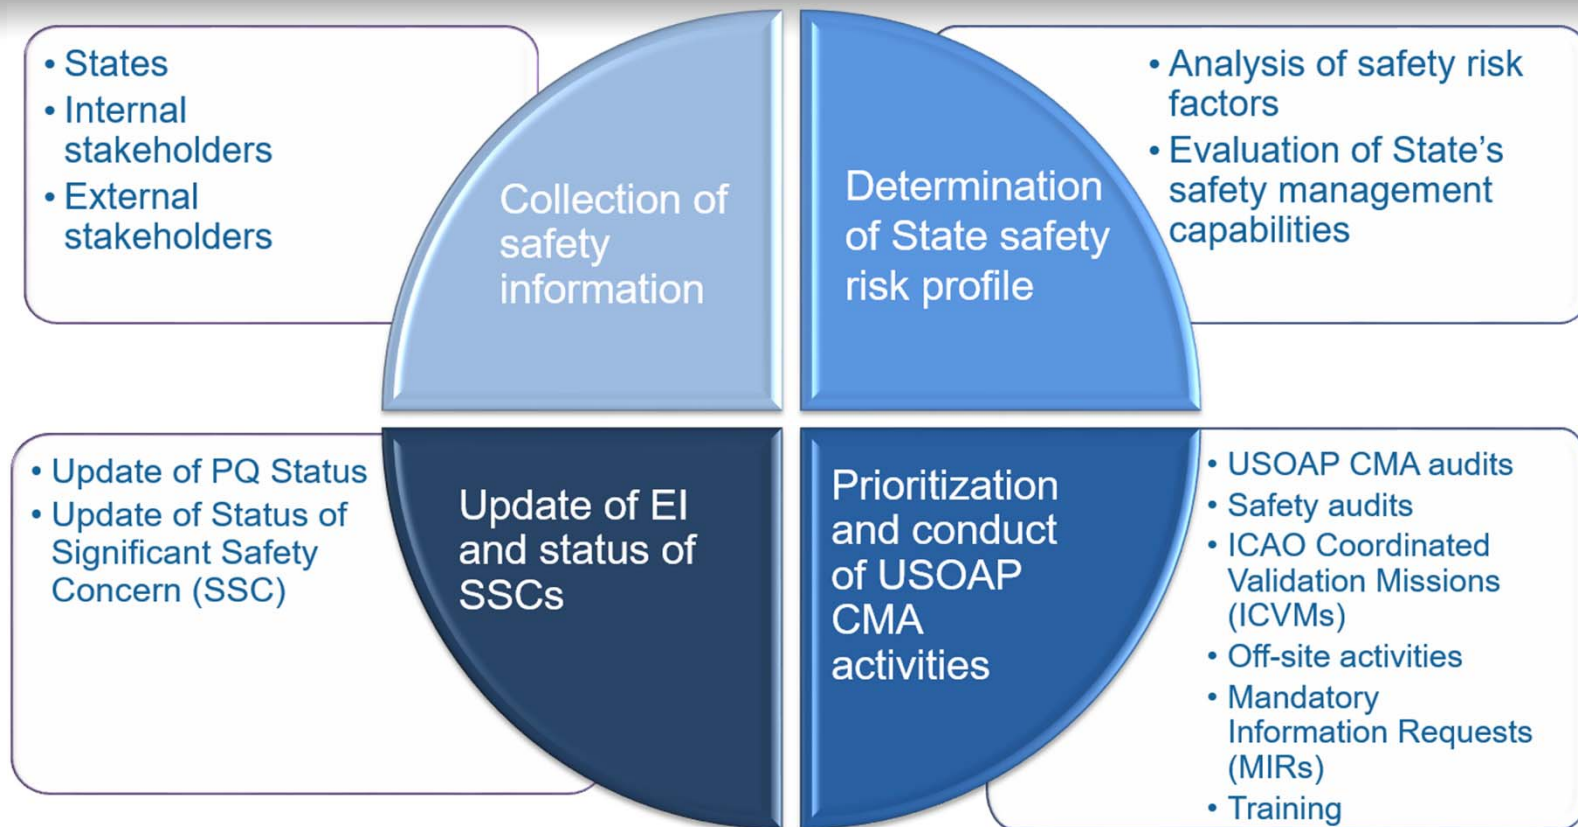 • States
• Internal
stakeholders
• External
stakeholders
Collection of
safety
information
Determination
of State safety
risk profile
• Analysis of safety risk
factors
• Evaluation of State’s
safety management
capabilities
• Update of PQ Status
• Update of Status of
Significant Safety
Concern (SSC)
Update of EI
and status of
SSCs
Prioritization
and conduct
of USOAP
CMA
activities
• USOAP CMA audits
• Safety audits
• ICAO Coordinated
Validation Missions
(ICVMs)
• Off-site activities
• Mandatory
Information Requests
(MIRs)
• Training